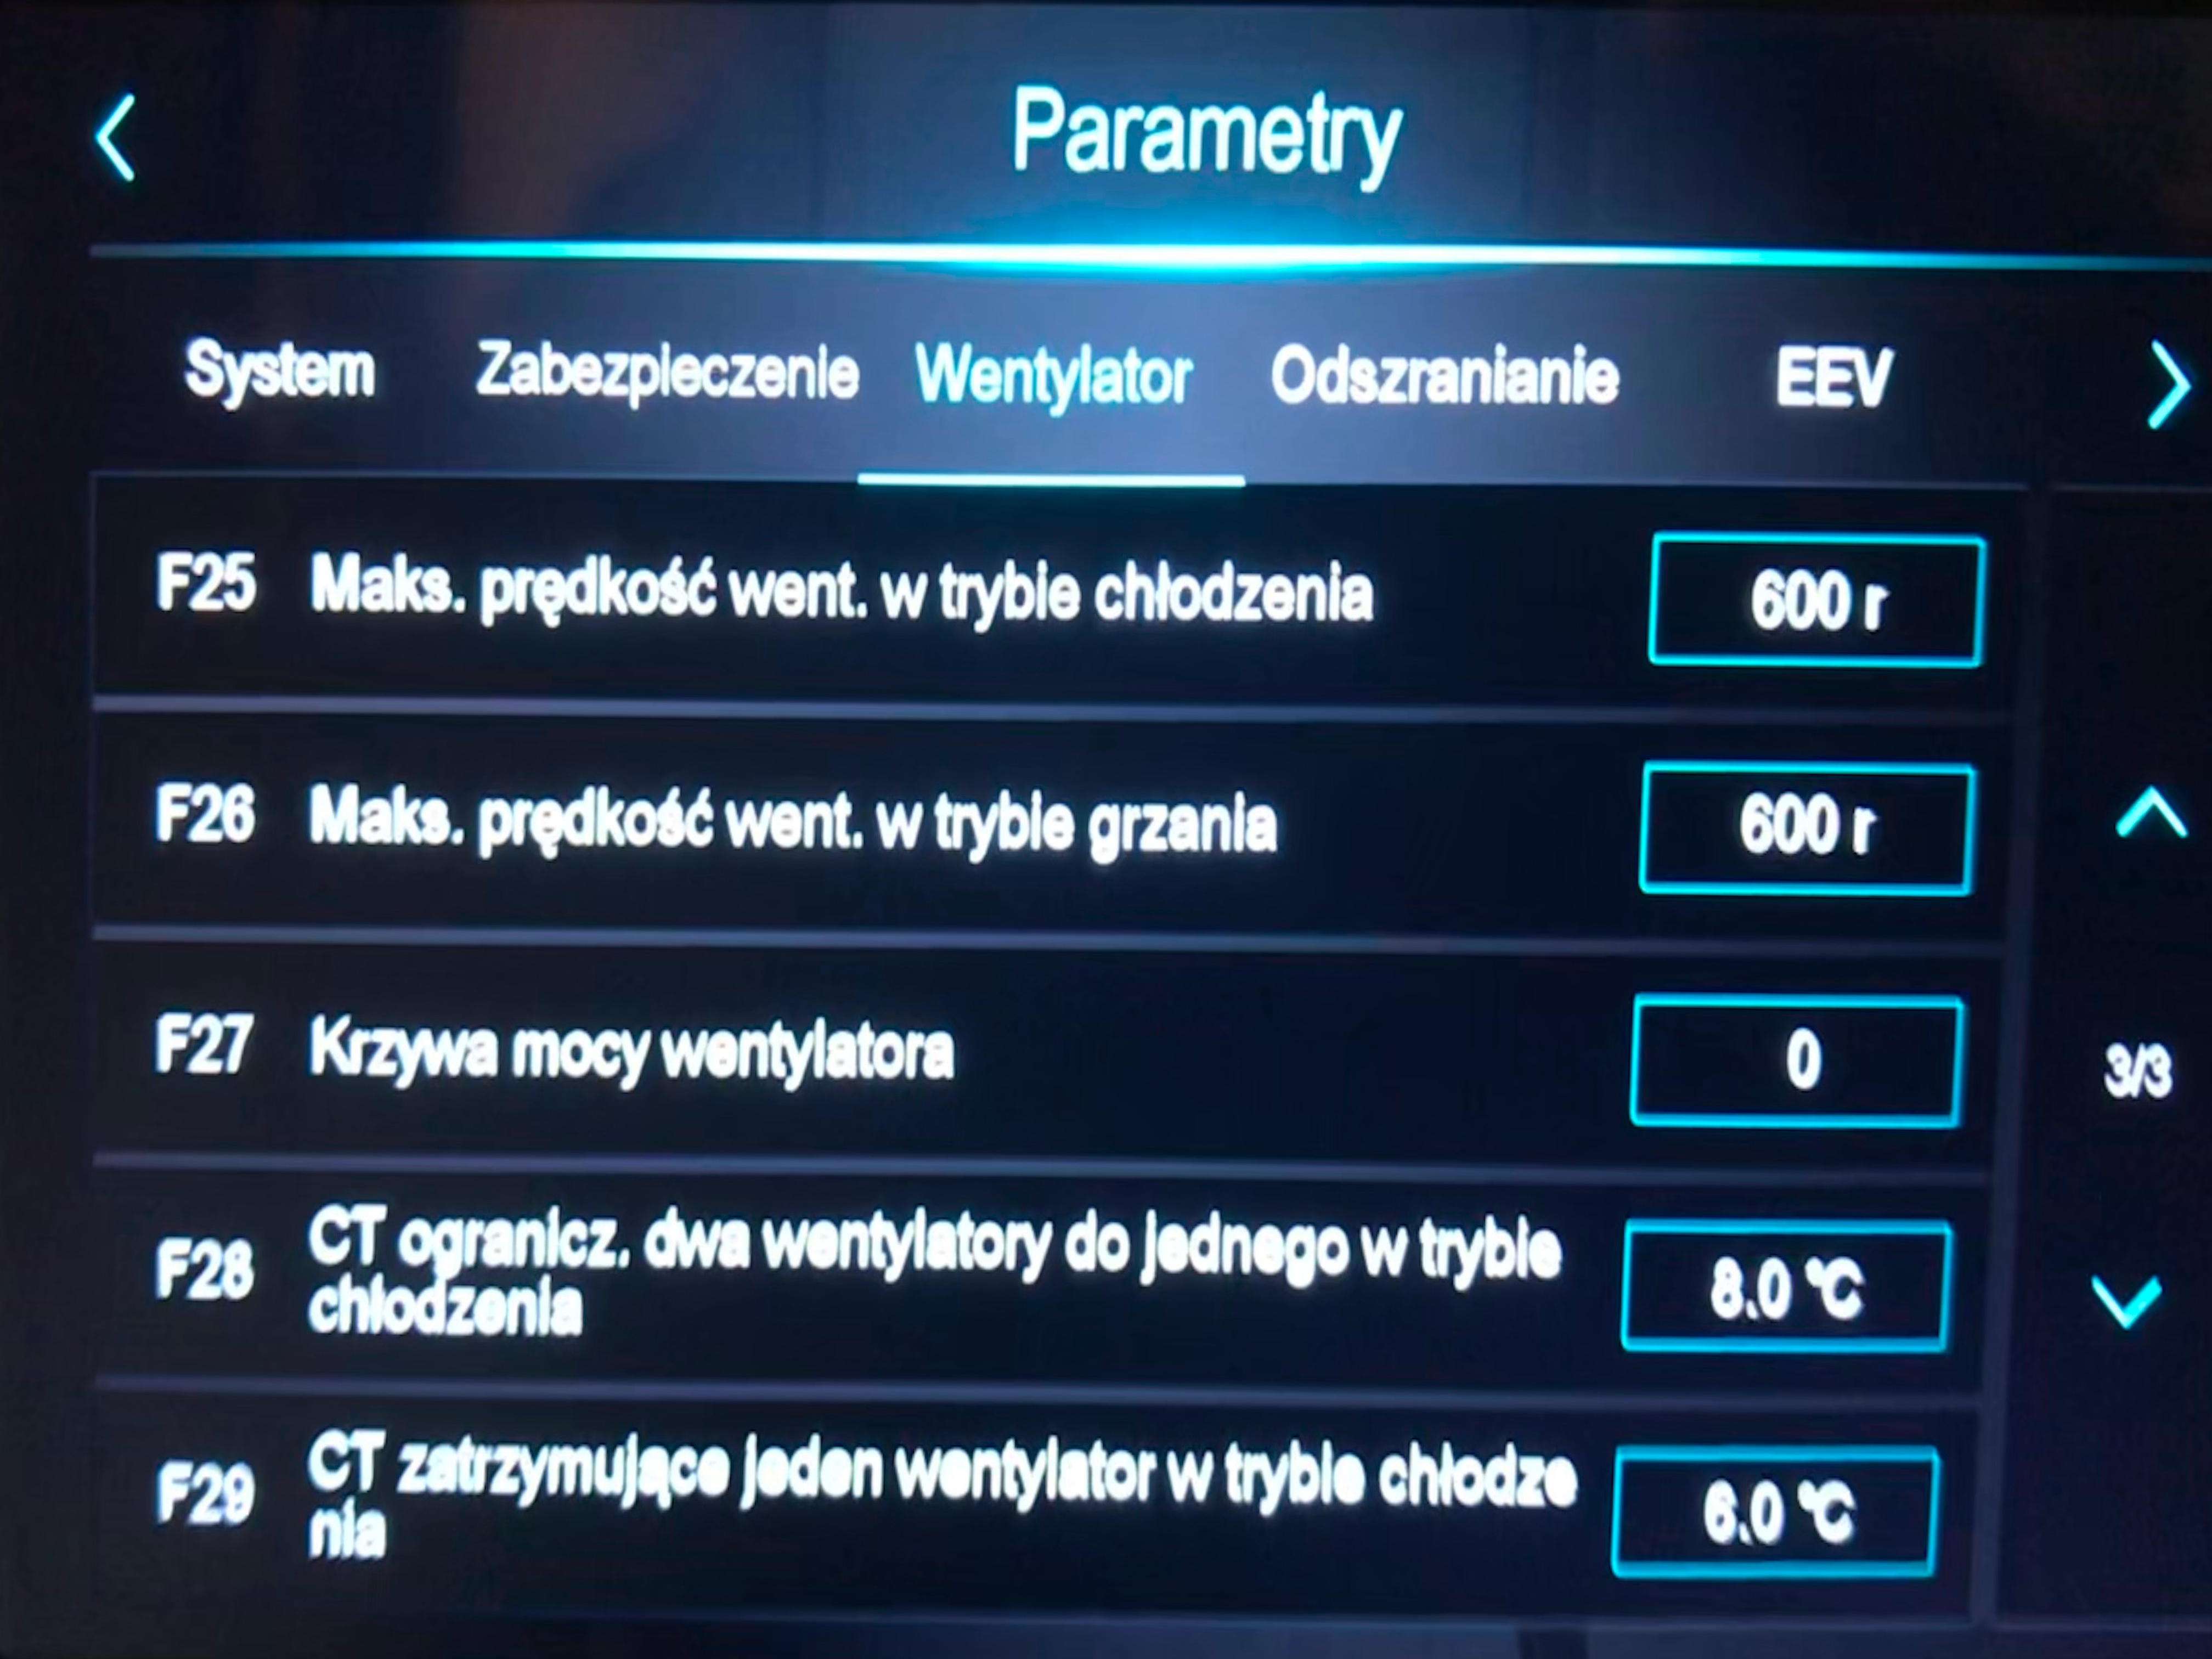 Parametry
System Zabezpieczenie Wentylator Odszranianie EEV
F25 Maks. prędkość went. w trybie chłodzenia 600 r
F26 Maks. prędkość went. w trybie grzania 600 r
F27 Krzywa mocy wentylatora 0
3/3
F28 CT ogranicz. dwa wentylatory do jednego w trybie
chłodzenia 8.0 °C
F29 CT zatrzymujące jeden wentylator w trybie chłodze
nia 6.0 °C